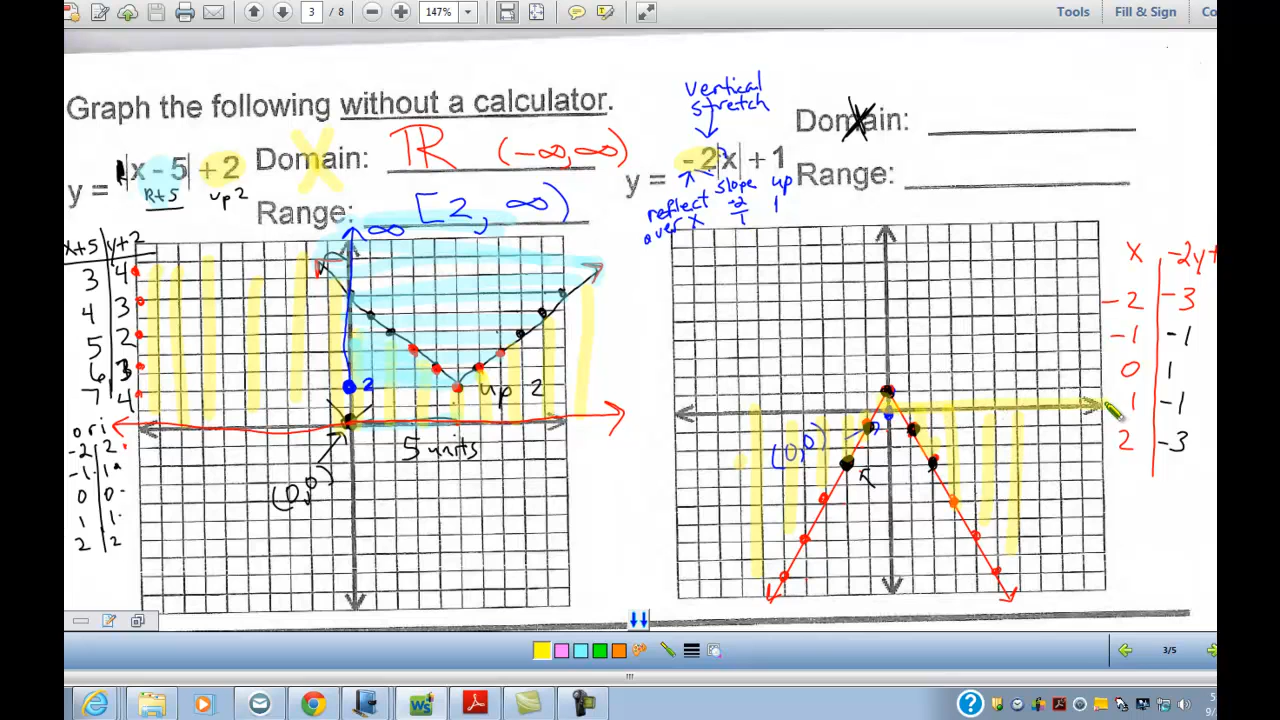 3 / 8
147%
Tools
Fill & Sign
Co
Graph the following without a calculator.
y = 1|x - 5| + 2
R+5
up 2
Domain: ℝ (-∞,∞)
Range: [2, ∞)
x+5 | y+2
3 | 4
4 | 3
5 | 2
6 | 3
7 | 4
ori
-2 | 2
-1 | 1
0 | 0
1 | 1
2 | 2
∞
2
up 2
5 units
(0,0)
vertical
stretch
y = -2|x| + 1
reflect
over x
slope
-2
1
up
1
Domain:
Range:
(0,0)
x | -2y+
-2 | -3
-1 | -1
0 | 1
1 | -1
2 | -3
3/5
5
9/